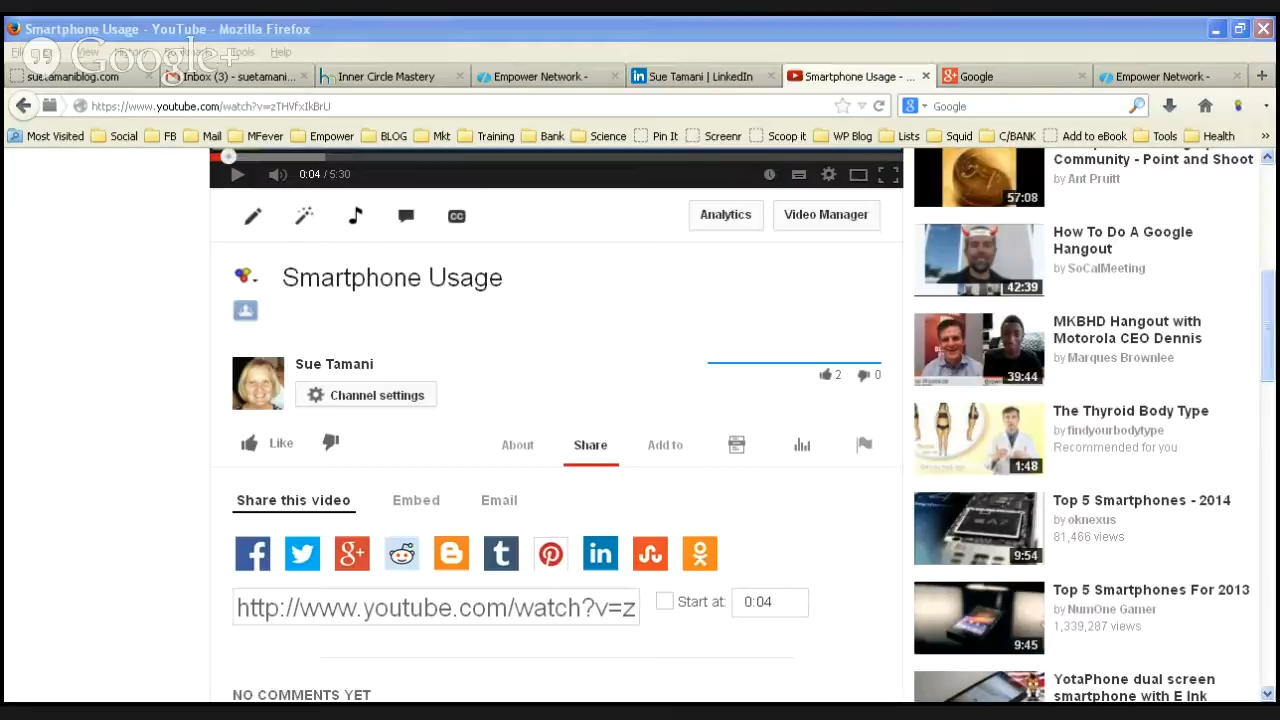 Smartphone Usage - YouTube - Mozilla Firefox
Google+
View History Bookmarks Tools Help
suetamaniblog.com
Inbox (3) - suetamani...
Inner Circle Mastery
Empower Network -
Sue Tamani | LinkedIn
Smartphone Usage - ...
Google
Empower Network -
https://www.youtube.com/watch?v=zTHVfxIkBrU
Google
Most Visited Social FB Mail MFever Empower BLOG Mkt Training Bank Science Pin It Screenr Scoop it WP Blog Lists Squid C/BANK Add to eBook Tools Health
0:04 / 5:30
Analytics
Video Manager
CC
Smartphone Usage
Sue Tamani
Channel settings
2 0
Like
About Share Add to
Share this video Embed Email
http://www.youtube.com/watch?v=z
Start at: 0:04
NO COMMENTS YET
Community - Point and Shoot
by Ant Pruitt
57:08
How To Do A Google
Hangout
by SoCalMeeting
42:39
MKBHD Hangout with
Motorola CEO Dennis
by Marques Brownlee
39:44
The Thyroid Body Type
by findyourbodytype
Recommended for you
1:48
Top 5 Smartphones - 2014
by oknexus
81,466 views
9:54
Top 5 Smartphones For 2013
by NumOne Gamer
1,339,287 views
9:45
YotaPhone dual screen
smartphone with E Ink